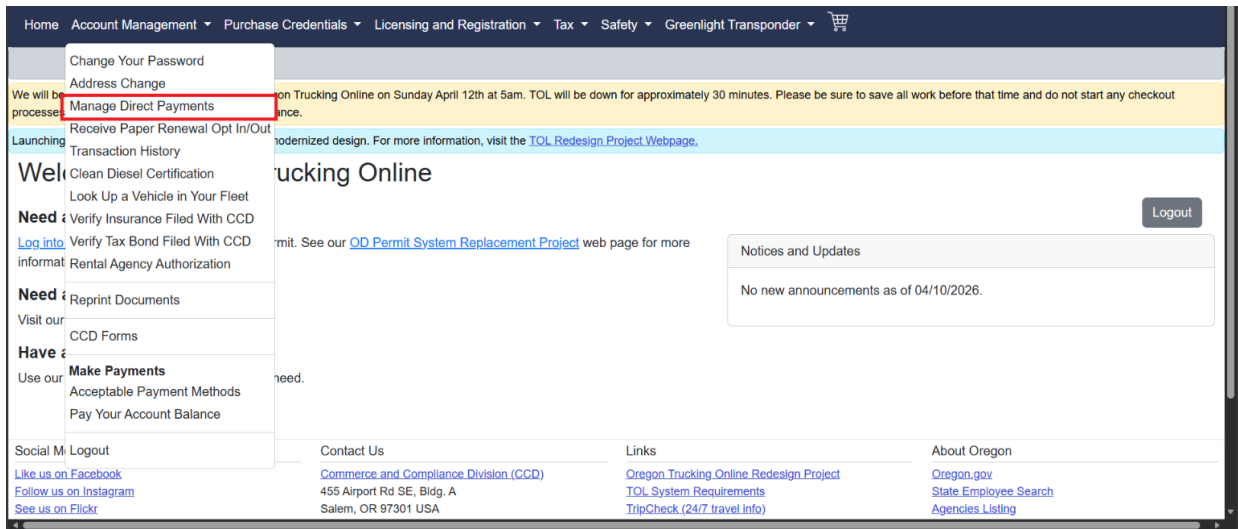 Home Account Management Purchase Credentials Licensing and Registration Tax Safety Greenlight Transponder
Change Your Password
Address Change
Manage Direct Payments
Receive Paper Renewal Opt In/Out
Transaction History
Clean Diesel Certification
Look Up a Vehicle in Your Fleet
Verify Insurance Filed With CCD
Verify Tax Bond Filed With CCD
Rental Agency Authorization
Reprint Documents
CCD Forms
Make Payments
Acceptable Payment Methods
Pay Your Account Balance
Logout
We will be on Trucking Online on Sunday April 12th at 5am. TOL will be down for approximately 30 minutes. Please be sure to save all work before that time and do not start any checkout
processes
Launching modernized design. For more information, visit the TOL Redesign Project Webpage.
Trucking Online
Logout
Need
Log into See our OD Permit System Replacement Project web page for more
Notices and Updates
No new announcements as of 04/10/2026.
Need
Visit our
Have
Use our need.
Social
Like us on Facebook
Follow us on Instagram
See us on Flickr
Contact Us
Commerce and Compliance Division (CCD)
455 Airport Rd SE, Bldg. A
Salem, OR 97301 USA
Links
Oregon Trucking Online Redesign Project
TOL System Requirements
TripCheck (24/7 travel info)
About Oregon
Oregon.gov
State Employee Search
Agencies Listing